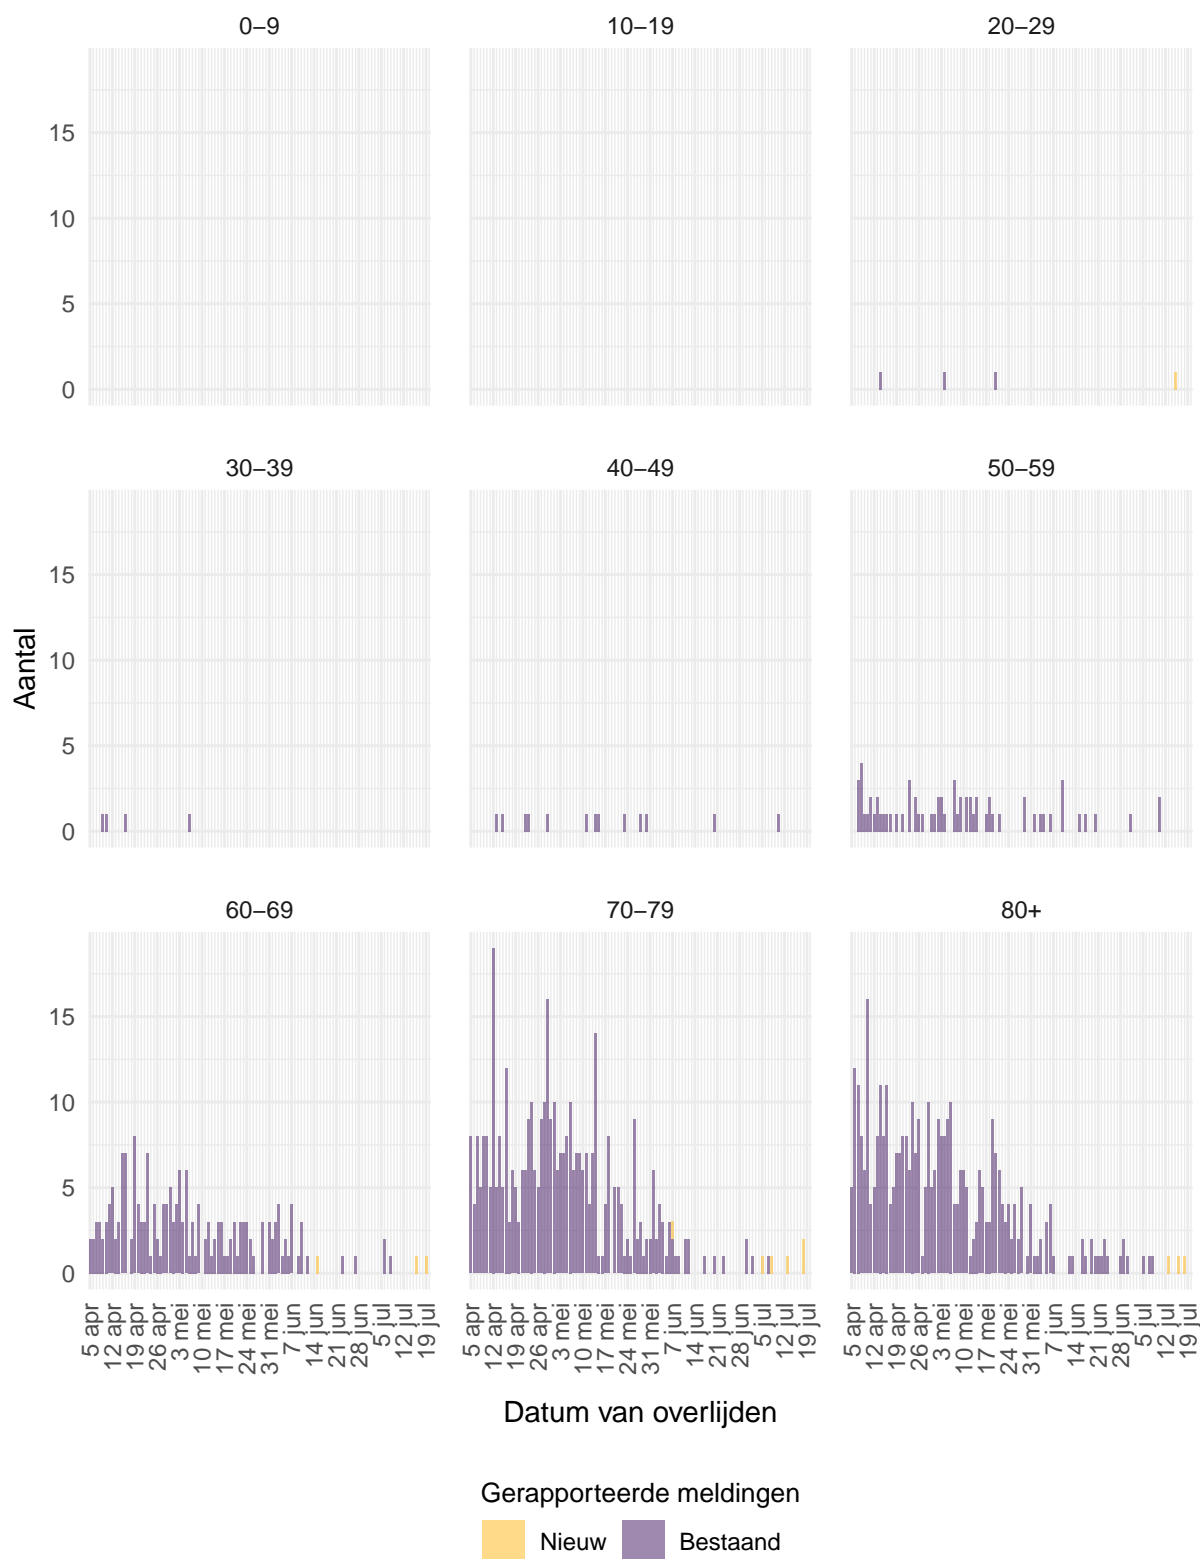 0–9 10–19 20–29
15
10
5
0
30–39 40–49 50–59
15
10
5
0
60–69 70–79 80+
15
10
5
0
Aantal
5 apr 12 apr 19 apr 26 apr 3 mei 10 mei 17 mei 24 mei 31 mei 7 jun 14 jun 21 jun 28 jun 5 jul 12 jul 19 jul
5 apr 12 apr 19 apr 26 apr 3 mei 10 mei 17 mei 24 mei 31 mei 7 jun 14 jun 21 jun 28 jun 5 jul 12 jul 19 jul
5 apr 12 apr 19 apr 26 apr 3 mei 10 mei 17 mei 24 mei 31 mei 7 jun 14 jun 21 jun 28 jun 5 jul 12 jul 19 jul
Datum van overlijden
Gerapporteerde meldingen
Nieuw Bestaand